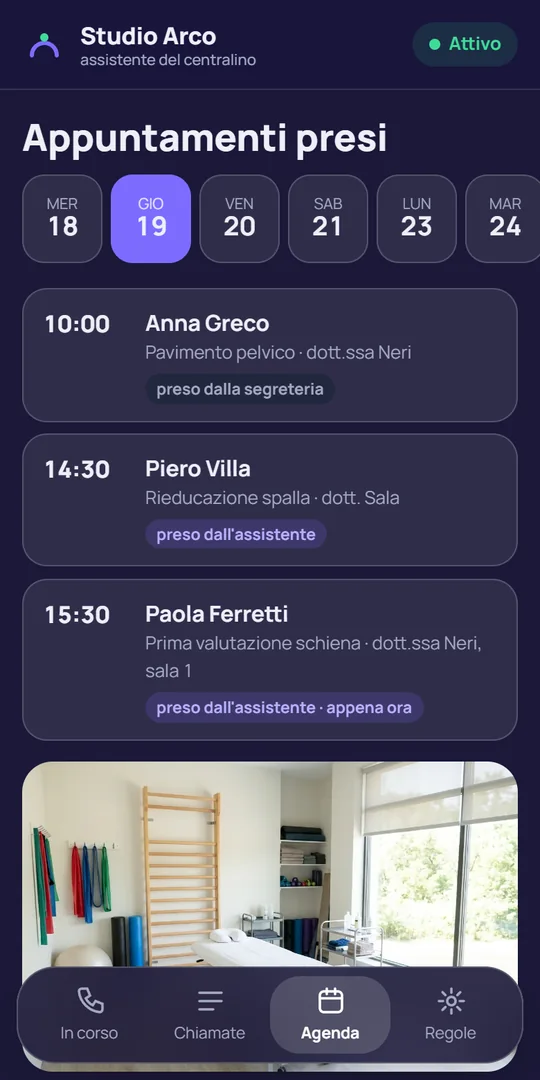 Studio Arco
assistente del centralino
Attivo
Appuntamenti presi
MER
18
GIO
19
VEN
20
SAB
21
LUN
23
MAR
24
10:00
Anna Greco
Pavimento pelvico · dott.ssa Neri
preso dalla segreteria
14:30
Piero Villa
Rieducazione spalla · dott. Sala
preso dall'assistente
15:30
Paola Ferretti
Prima valutazione schiena · dott.ssa Neri,
sala 1
preso dall'assistente · appena ora
In corso
Chiamate
Agenda
Regole